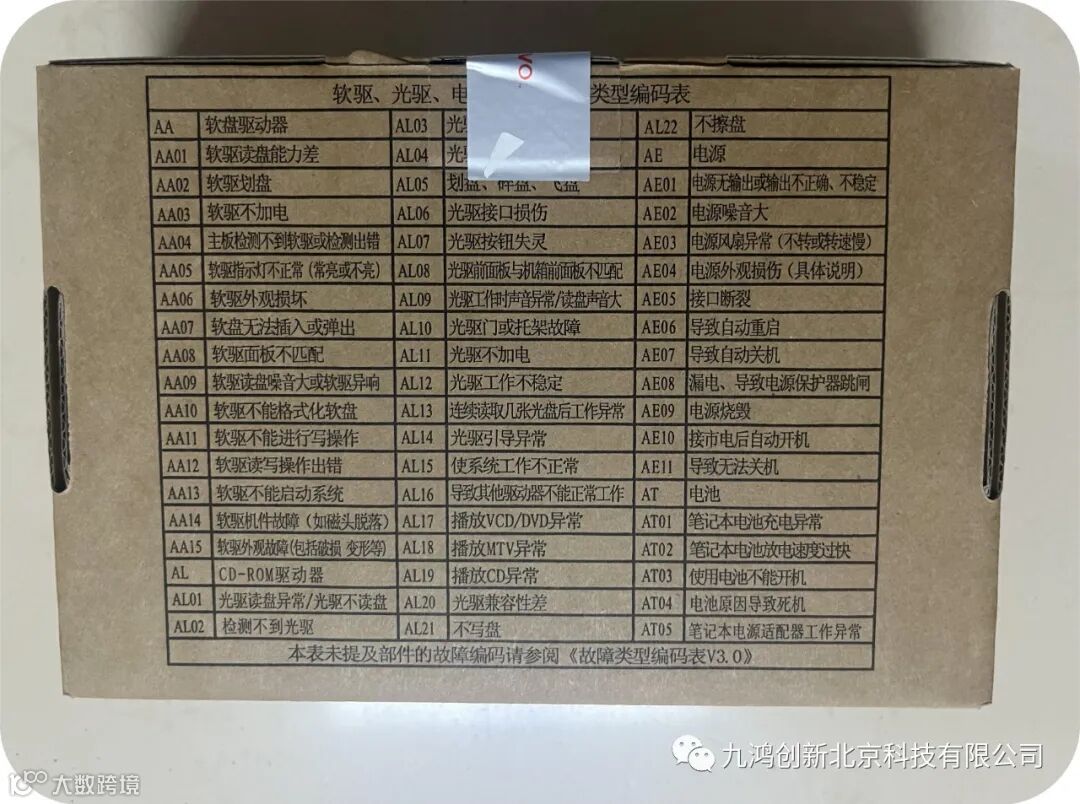 VO
软驱、光驱、电 类型编码表
AA 软盘驱动器 AL03 光 AL22 不擦盘
AA01 软驱读盘能力差 AL04 光 AE 电源
AA02 软驱划盘 AL05 划盘、碎盘、飞盘 AE01 电源无输出或输出不正确、不稳定
AA03 软驱不加电 AL06 光驱接口损伤 AE02 电源噪音大
AA04 主板检测不到软驱或检测出错 AL07 光驱按钮失灵 AE03 电源风扇异常（不转或转速慢）
AA05 软驱指示灯不正常（常亮或不亮） AL08 光驱前面板与机箱前面板不匹配 AE04 电源外观损伤（具体说明）
AA06 软驱外观损坏 AL09 光驱工作时声音异常/读盘声音大 AE05 接口断裂
AA07 软盘无法插入或弹出 AL10 光驱门或托架故障 AE06 导致自动重启
AA08 软驱面板不匹配 AL11 光驱不加电 AE07 导致自动关机
AA09 软驱读盘噪音大或软驱异响 AL12 光驱工作不稳定 AE08 漏电、导致电源保护器跳闸
AA10 软驱不能格式化软盘 AL13 连续读取几张光盘后工作异常 AE09 电源烧毁
AA11 软驱不能进行写操作 AL14 光驱引导异常 AE10 接市电后自动开机
AA12 软驱读写操作出错 AL15 使系统工作不正常 AE11 导致无法关机
AA13 软驱不能启动系统 AL16 导致其他驱动器不能正常工作 AT 电池
AA14 软驱机件故障（如磁头脱落） AL17 播放VCD/DVD异常 AT01 笔记本电池充电异常
AA15 软驱外观故障(包括破损 变形等) AL18 播放MTV异常 AT02 笔记本电池放电速度过快
AL CD-ROM驱动器 AL19 播放CD异常 AT03 使用电池不能开机
AL01 光驱读盘异常/光驱不读盘 AL20 光驱兼容性差 AT04 电池原因导致死机
AL02 检测不到光驱 AL21 不写盘 AT05 笔记本电源适配器工作异常
本表未提及部件的故障编码请参阅《故障类型编码表V3.0》
九鸿创新北京科技有限公司
大数跨境